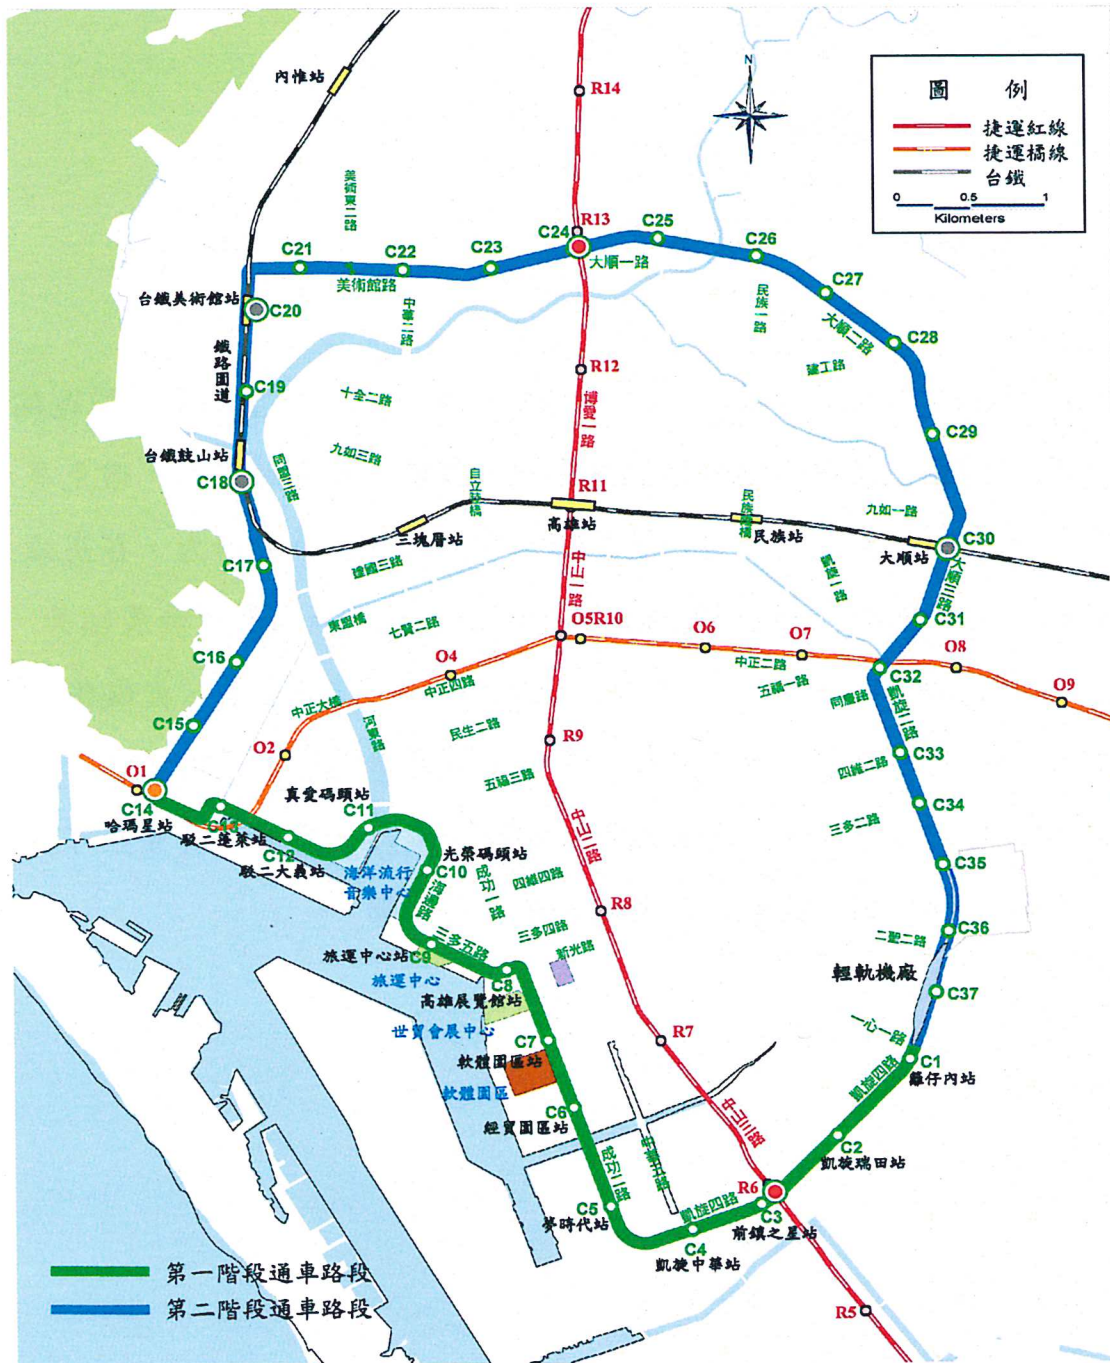 圖 例
捷運紅線
捷運橘線
台鐵
0 0.5 1
Kilometers
N
內惟站
R14
R13
C21
美術東二路
C22
C23
C24
C25
C26
大順一路
美術館路
台鐵美術館站
C20
中華二路
民族一路
C27
大順二路
C28
建工路
鐵路園道
C19
R12
博愛一路
十全二路
九如三路
C29
台鐵鼓山站
C18
自立陸橋
R11
高雄站
三塊厝站
民族陸橋
民族站
九如一路
大順站
C30
大順三路
C17
建國三路
中山一路
凱旋一路
東盟橋
七賢二路
O5R10
O6
O7
O8
O9
C31
C16
O4
中正四路
中正二路
五福一路
同慶路
C32
凱旋二路
中正大橋
河東路
C15
民生二路
O2
R9
C33
四維二路
五福三路
O1
C14
哈瑪星站
真愛碼頭站
C11
駁二蓬萊站
C12
駁二大義站
中山二路
三多二路
C34
海洋流行
音樂中心
光榮碼頭站
C10
海邊路
成功一路
四維四路
R8
C35
三多五路
三多四路
新光路
旅運中心站
C9
旅運中心
C8
高雄展覽館站
二聖二路
C36
輕軌機廠
C37
世貿會展中心
C7
軟體園區站
R7
一心一路
C1
籬仔內站
凱旋四路
軟體園區
C6
經貿園區站
中山三路
C2
凱旋瑞田站
成功二路
中華五路
R6
C3
前鎮之星站
C5
夢時代站
凱旋四路
C4
凱旋中華站
R5
第一階段通車路段
第二階段通車路段